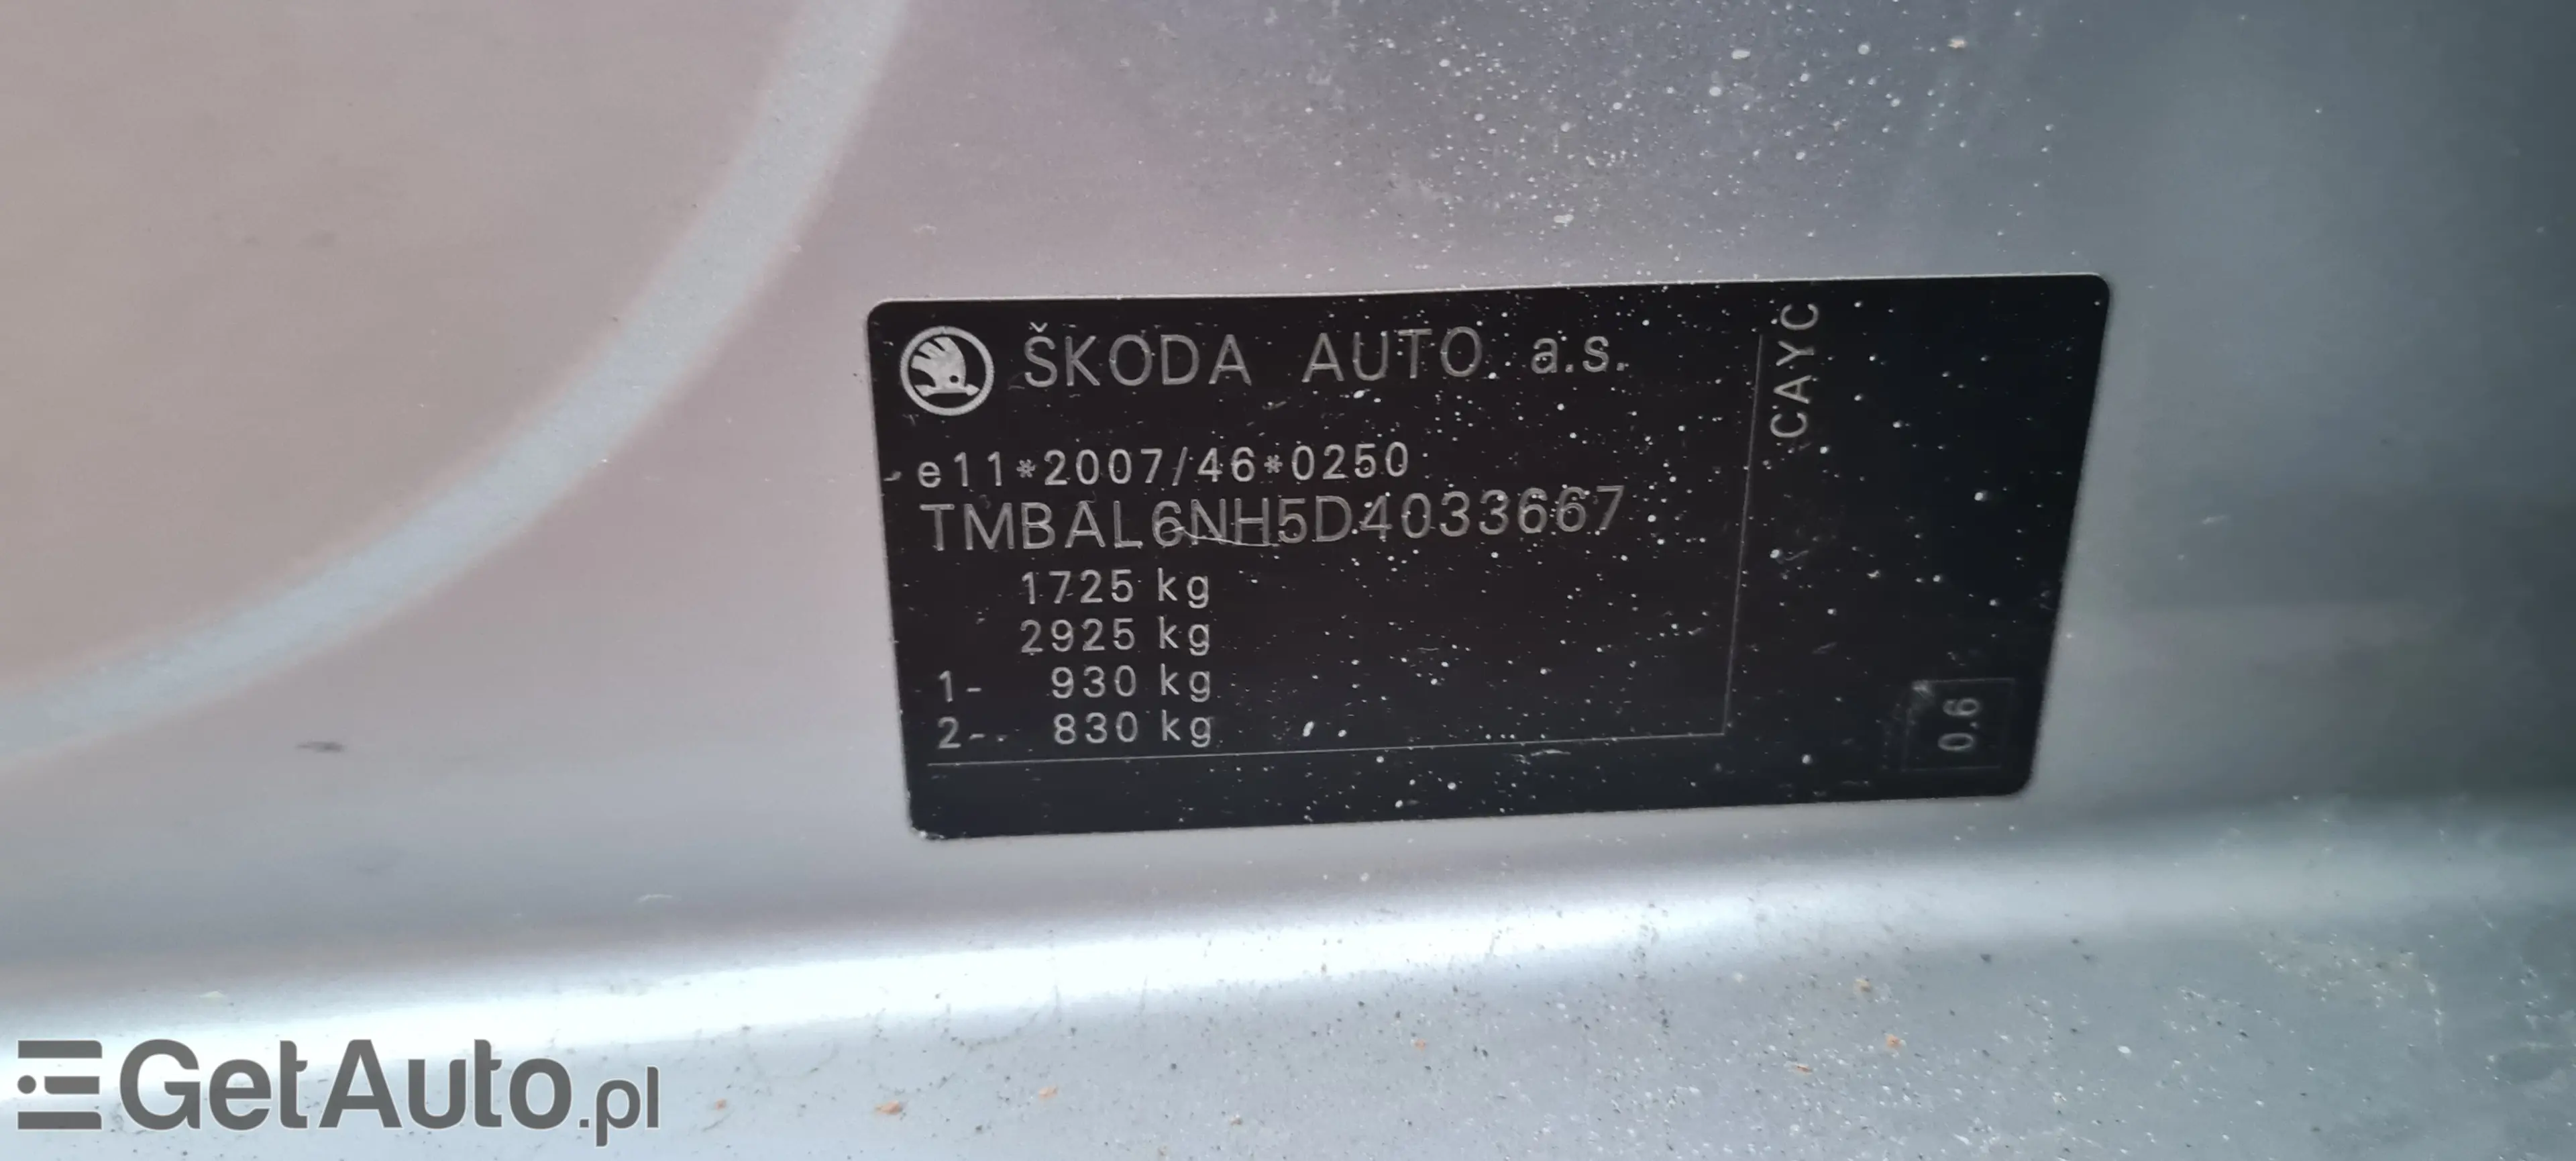 ŠKODA AUTO a.s.
e11*2007/46*0250
TMBAL6NH5D4033667
1725 kg
2925 kg
1- 930 kg
2- 830 kg
CAYC
0.6
GetAuto.pl